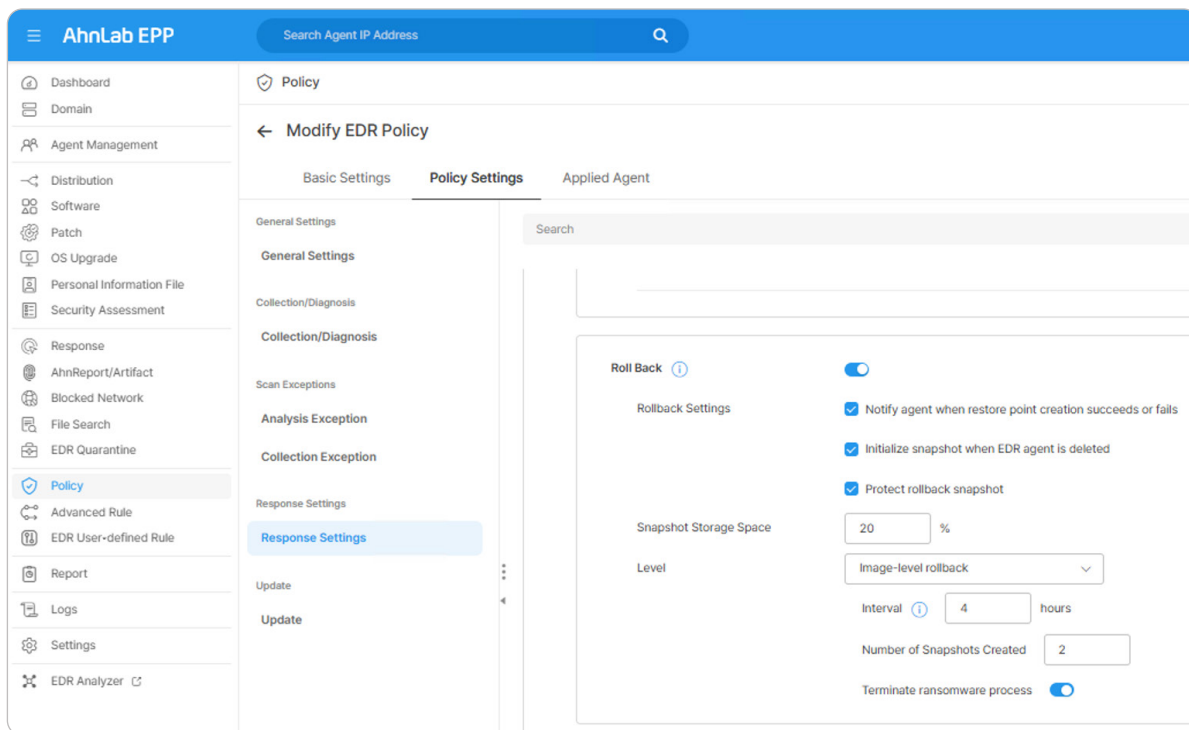 AhnLab EPP
Search Agent IP Address
Dashboard
Domain
Agent Management
Distribution
Software
Patch
OS Upgrade
Personal Information File
Security Assessment
Response
AhnReport/Artifact
Blocked Network
File Search
EDR Quarantine
Policy
Advanced Rule
EDR User-defined Rule
Report
Logs
Settings
EDR Analyzer
Policy
Modify EDR Policy
Basic Settings Policy Settings Applied Agent
General Settings
General Settings
Collection/Diagnosis
Collection/Diagnosis
Scan Exceptions
Analysis Exception
Collection Exception
Response Settings
Response Settings
Update
Update
Search
Roll Back
Rollback Settings
Notify agent when restore point creation succeeds or fails
Initialize snapshot when EDR agent is deleted
Protect rollback snapshot
Snapshot Storage Space 20 %
Level Image-level rollback
Interval 4 hours
Number of Snapshots Created 2
Terminate ransomware process